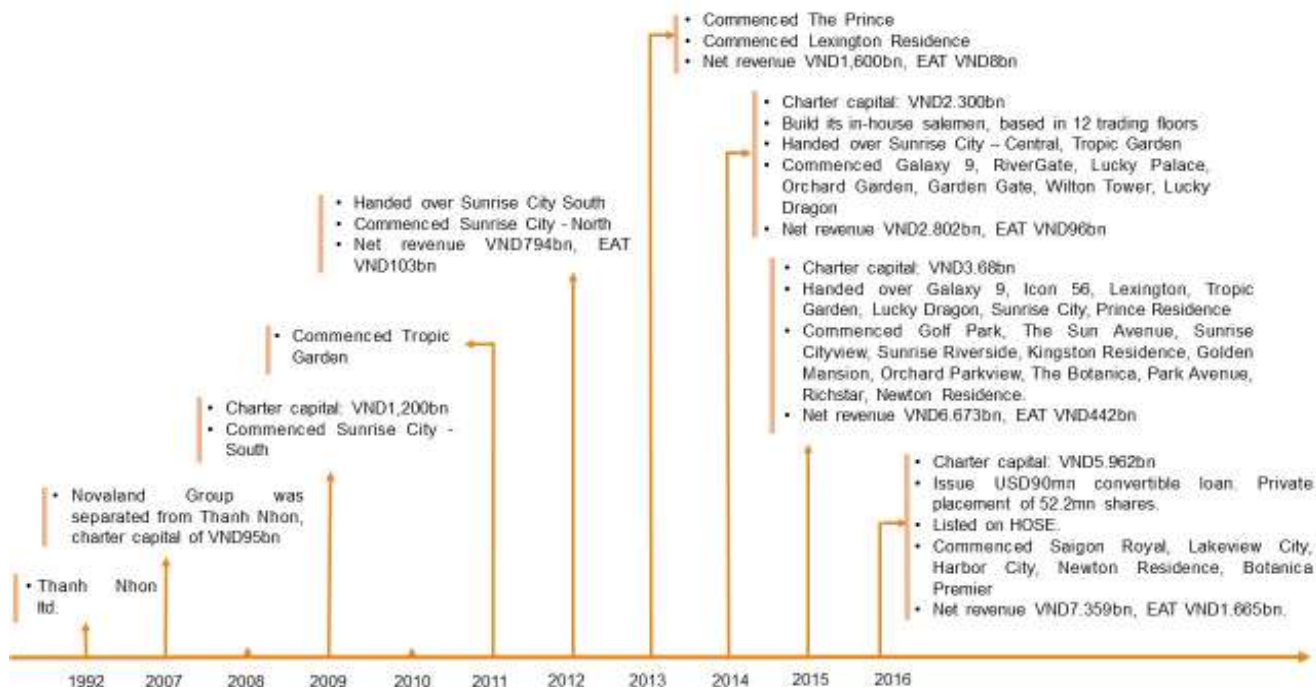 • Commenced The Prince
• Commenced Lexington Residence
• Net revenue VND1,600bn, EAT VND8bn
• Charter capital: VND2.300bn
• Build its in-house salemen, based in 12 trading floors
• Handed over Sunrise City – Central, Tropic Garden
• Commenced Galaxy 9, RiverGate, Lucky Palace,
Orchard Garden, Garden Gate, Wilton Tower, Lucky
Dragon
• Net revenue VND2.802bn, EAT VND96bn
• Handed over Sunrise City South
• Commenced Sunrise City - North
• Net revenue VND794bn, EAT
VND103bn
• Charter capital: VND3.68bn
• Handed over Galaxy 9, Icon 56, Lexington, Tropic
Garden, Lucky Dragon, Sunrise City, Prince Residence
• Commenced Golf Park, The Sun Avenue, Sunrise
Cityview, Sunrise Riverside, Kingston Residence, Golden
Mansion, Orchard Parkview, The Botanica, Park Avenue,
Richstar, Newton Residence.
• Net revenue VND6.673bn, EAT VND442bn
• Commenced Tropic
Garden
• Charter capital: VND1,200bn
• Commenced Sunrise City -
South
• Charter capital: VND5.962bn
• Issue USD90mn convertible loan. Private
placement of 52.2mn shares.
• Listed on HOSE.
• Commenced Saigon Royal, Lakeview City,
Harbor City, Newton Residence, Botanica
Premier
• Net revenue VND7.359bn, EAT VND1.665bn.
• Novaland Group was
separated from Thanh Nhon,
charter capital of VND95bn
• Thanh Nhon
ltd.
1992 2007 2008 2009 2010 2011 2012 2013 2014 2015 2016